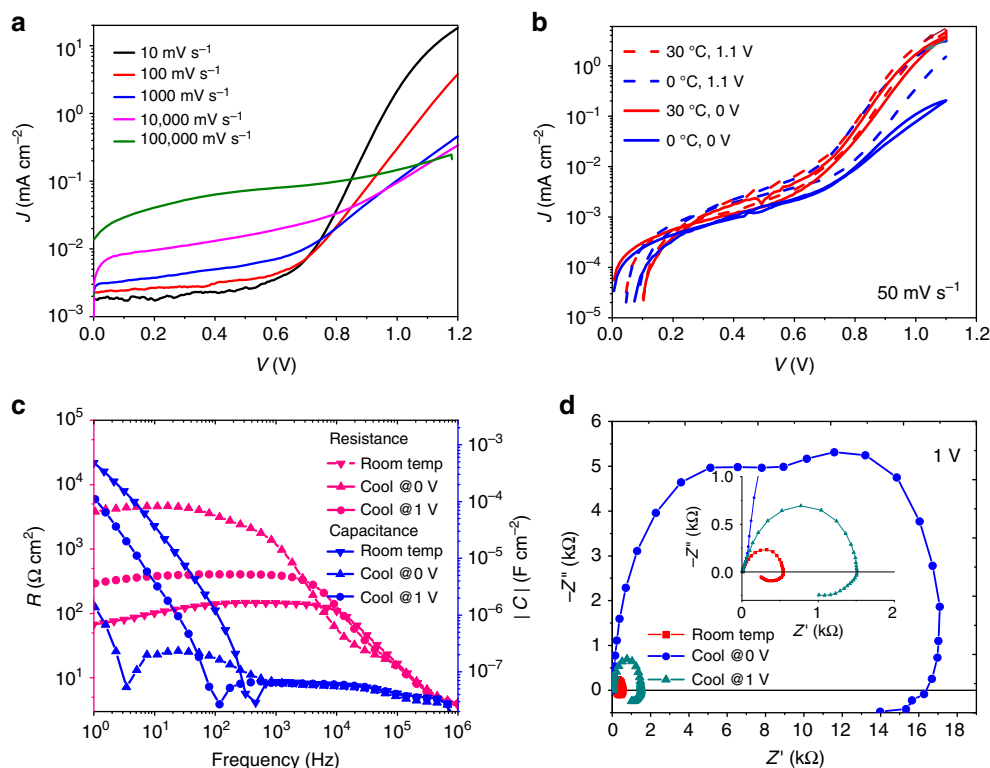 a
10 mV s⁻¹
100 mV s⁻¹
1000 mV s⁻¹
10,000 mV s⁻¹
100,000 mV s⁻¹
J (mA cm⁻²)
10¹
10⁰
10⁻¹
10⁻²
10⁻³
0.0 0.2 0.4 0.6 0.8 1.0 1.2
V (V)
b
30 °C, 1.1 V
0 °C, 1.1 V
30 °C, 0 V
0 °C, 0 V
50 mV s⁻¹
J (mA cm⁻²)
10⁰
10⁻¹
10⁻²
10⁻³
10⁻⁴
10⁻⁵
0.0 0.2 0.4 0.6 0.8 1.0 1.2
V (V)
c
Resistance
Room temp
Cool @0 V
Cool @1 V
Capacitance
Room temp
Cool @0 V
Cool @1 V
R (Ω cm²)
10⁵
10⁴
10³
10²
10¹
| C | (F cm⁻²)
10⁻³
10⁻⁴
10⁻⁵
10⁻⁶
10⁻⁷
10⁰ 10¹ 10² 10³ 10⁴ 10⁵ 10⁶
Frequency (Hz)
d
1 V
−Z″ (kΩ)
6
5
4
3
2
1
0
0 2 4 6 8 10 12 14 16 18
Z′ (kΩ)
−Z″ (kΩ)
1.0
0.5
0.0
0 2
Z′ (kΩ)
Room temp
Cool @0 V
Cool @1 V